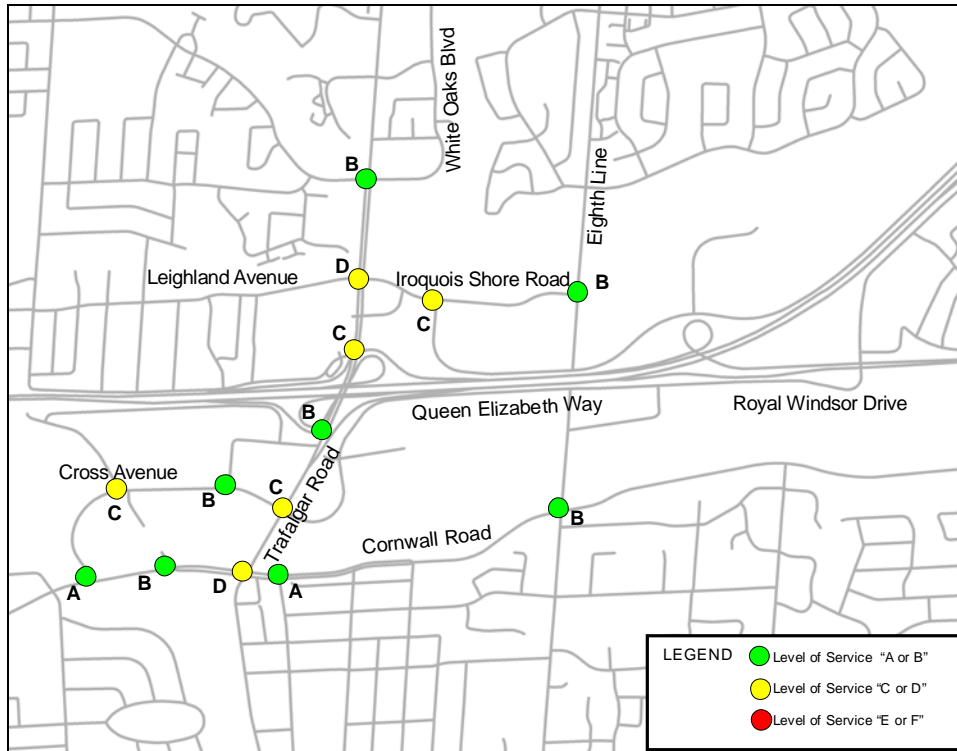 White Oaks Blvd
B
Eighth Line
Leighland Avenue
D
Iroquois Shore Road
B
C
C
Queen Elizabeth Way
Royal Windsor Drive
B
Cross Avenue
C
B
C
Trafalgar Road
B
Cornwall Road
A
B
D
A
LEGEND
Level of Service "A or B"
Level of Service "C or D"
Level of Service "E or F"